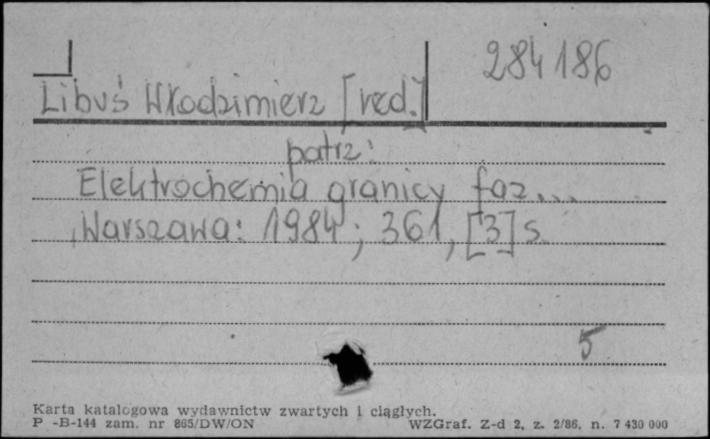 284186
Libuś Włodzimierz [red.]
patrz:
Elektrochemia granicy faz...
Warszawa: 1984; 361, [3] s.
5
Karta katalogowa wydawnictw zwartych i ciągłych.
P -B-144 zam. nr 865/DW/ON WZGraf. Z-d 2, z. 2/86, n. 7 430 000